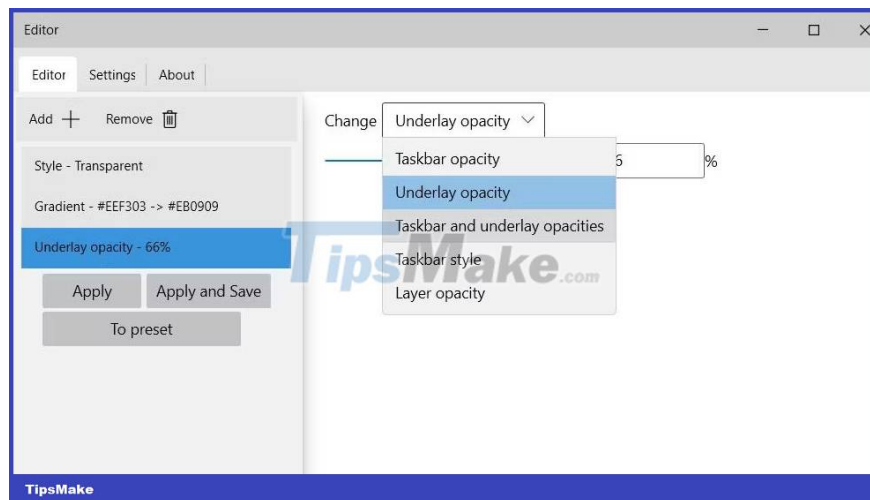 Editor
Editor Settings About
Add Remove
Style - Transparent
Gradient - #EEF303 -> #EB0909
Underlay opacity - 66%
Apply Apply and Save
To preset
Change Underlay opacity
Taskbar opacity
6 %
Underlay opacity
Taskbar and underlay opacities
Taskbar style
Layer opacity
TipsMake.com
TipsMake